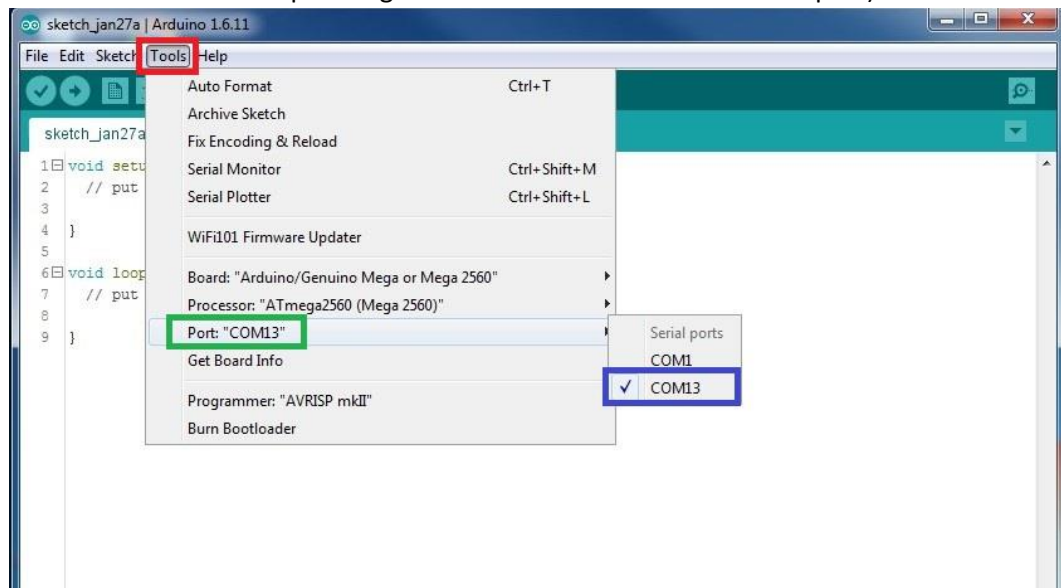 sketch_jan27a | Arduino 1.6.11
File Edit Sketch Tools Help
Auto Format Ctrl+T
Archive Sketch
sketch_jan27a
Fix Encoding & Reload
1 void setu
Serial Monitor Ctrl+Shift+M
2 // put
Serial Plotter Ctrl+Shift+L
3
4 }
WiFi101 Firmware Updater
5
6 void loop
Board: "Arduino/Genuino Mega or Mega 2560"
7 // put
Processor: "ATmega2560 (Mega 2560)"
8
Port: "COM13" Serial ports
9 }
Get Board Info COM1
COM13
Programmer: "AVRISP mkII"
Burn Bootloader